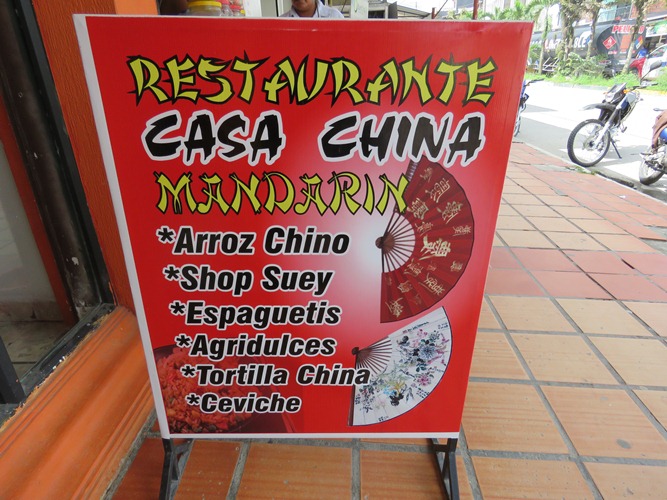 RESTAURANTE
CASA CHINA
MANDARIN
*Arroz Chino
*Shop Suey
*Espaguetis
*Agridulces
*Tortilla China
*Ceviche